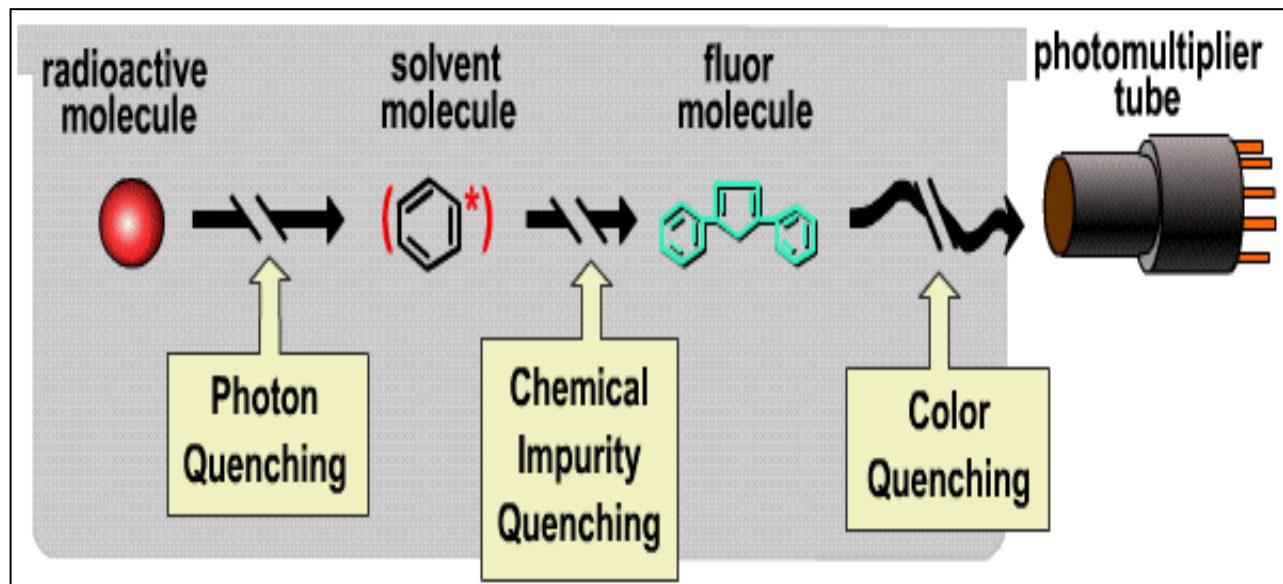 radioactive
molecule
solvent
molecule
fluor
molecule
photomultiplier
tube
( *)
Photon
Quenching
Chemical
Impurity
Quenching
Color
Quenching